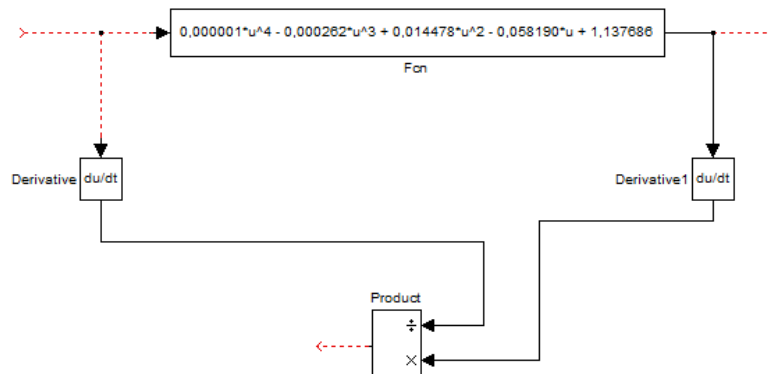 0,000001*u^4 - 0,000262*u^3 + 0,014478*u^2 - 0,058190*u + 1,137686
Fcn
Derivative
du/dt
Derivative1
du/dt
Product
÷
×